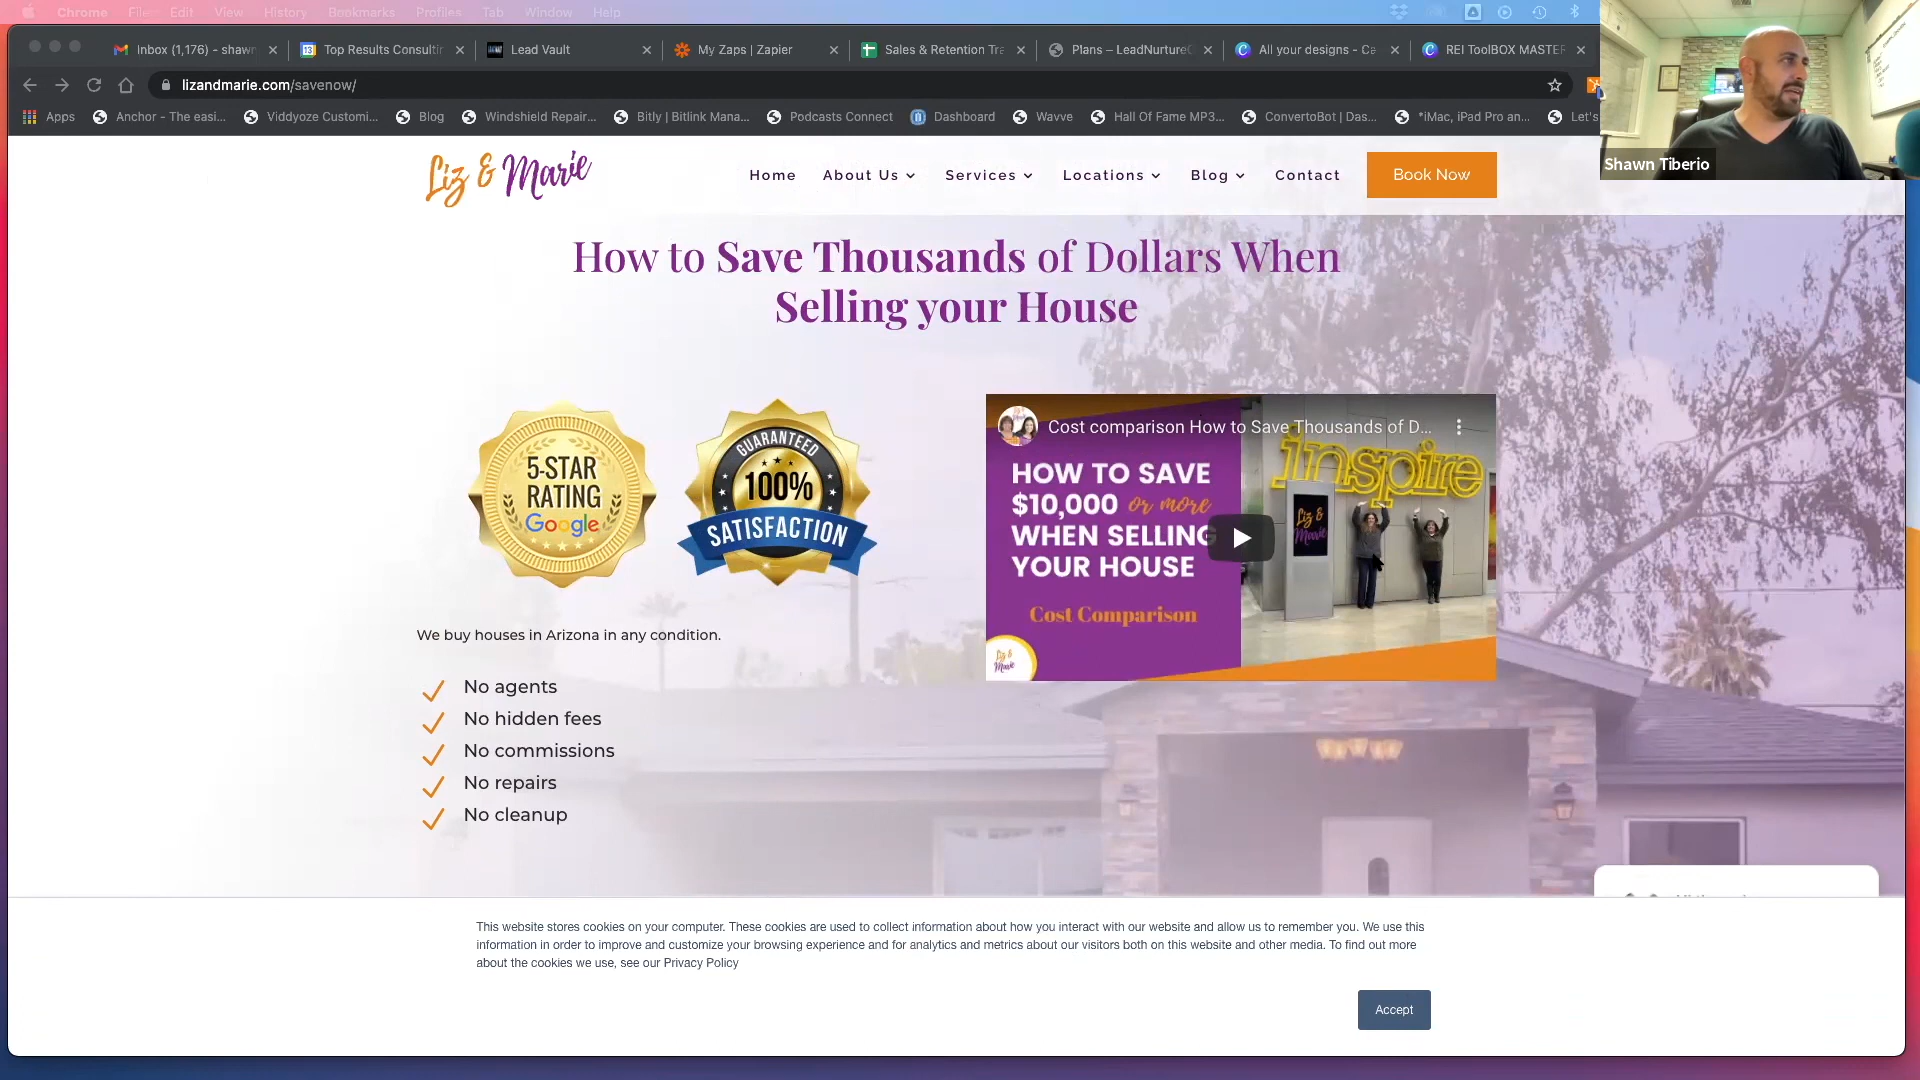 Chrome File Edit View History Bookmarks Profiles Tab Window Help
Inbox (1,176) - shawn
Top Results Consultin
Lead Vault
My Zaps | Zapier
Sales & Retention Tra
Plans – LeadNurture
All your designs - Ca
REI ToolBOX MASTER
lizandmarie.com/savenow/
Apps
Anchor - The easi...
Viddyoze Customi...
Blog
Windshield Repair...
Bitly | Bitlink Mana...
Podcasts Connect
Dashboard
Wavve
Hall Of Fame MP3...
ConvertoBot | Das...
*iMac, iPad Pro an...
Let's
Shawn Tiberio
Liz & Marie
Home
About Us
Services
Locations
Blog
Contact
Book Now
How to Save Thousands of Dollars When
Selling your House
5-STAR
RATING
Google
GUARANTEED
100%
SATISFACTION
Cost comparison How to Save Thousands of D...
HOW TO SAVE
$10,000 or more
WHEN SELLING
YOUR HOUSE
Cost Comparison
inspire
Liz &
Marie
Liz &
Marie
We buy houses in Arizona in any condition.
No agents
No hidden fees
No commissions
No repairs
No cleanup
This website stores cookies on your computer. These cookies are used to collect information about how you interact with our website and allow us to remember you. We use this
information in order to improve and customize your browsing experience and for analytics and metrics about our visitors both on this website and other media. To find out more
about the cookies we use, see our Privacy Policy
Accept